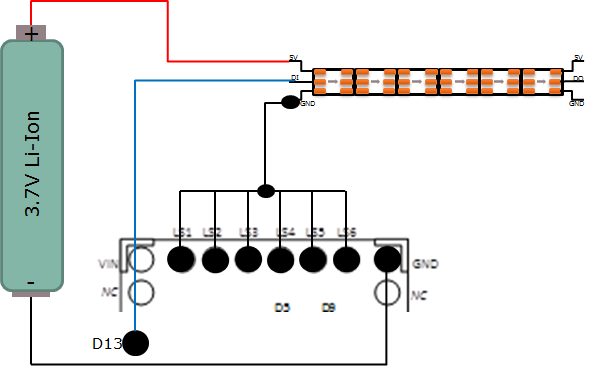 +
3.7V Li-Ion
-
5V
DI
GND
5V
DO
GND
LS1 LS2 LS3 LS4 LS5 LS6
VIN
GND
NC
NC
D5 D9
D13